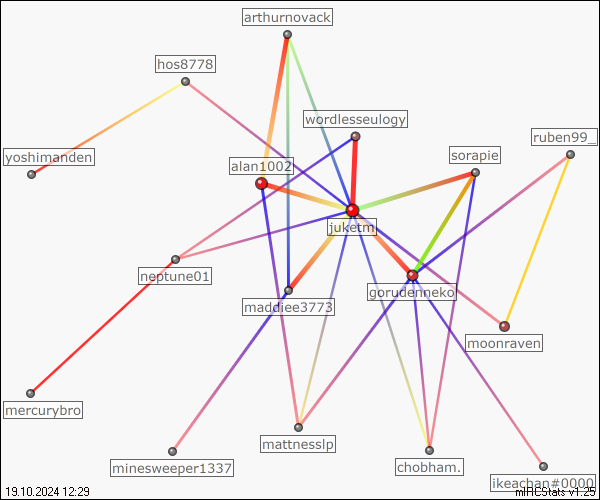 arthurnovack
hos8778
wordlesseulogy
ruben99_
yoshimanden
alan1002
sorapie
juketm
neptune01
maddiee3773
gorudenneko
moonraven
mercurybro
mattnesslp
minesweeper1337
chobham.
ikeachan#0000
19.10.2024 12:29
mIRCStats v1.25